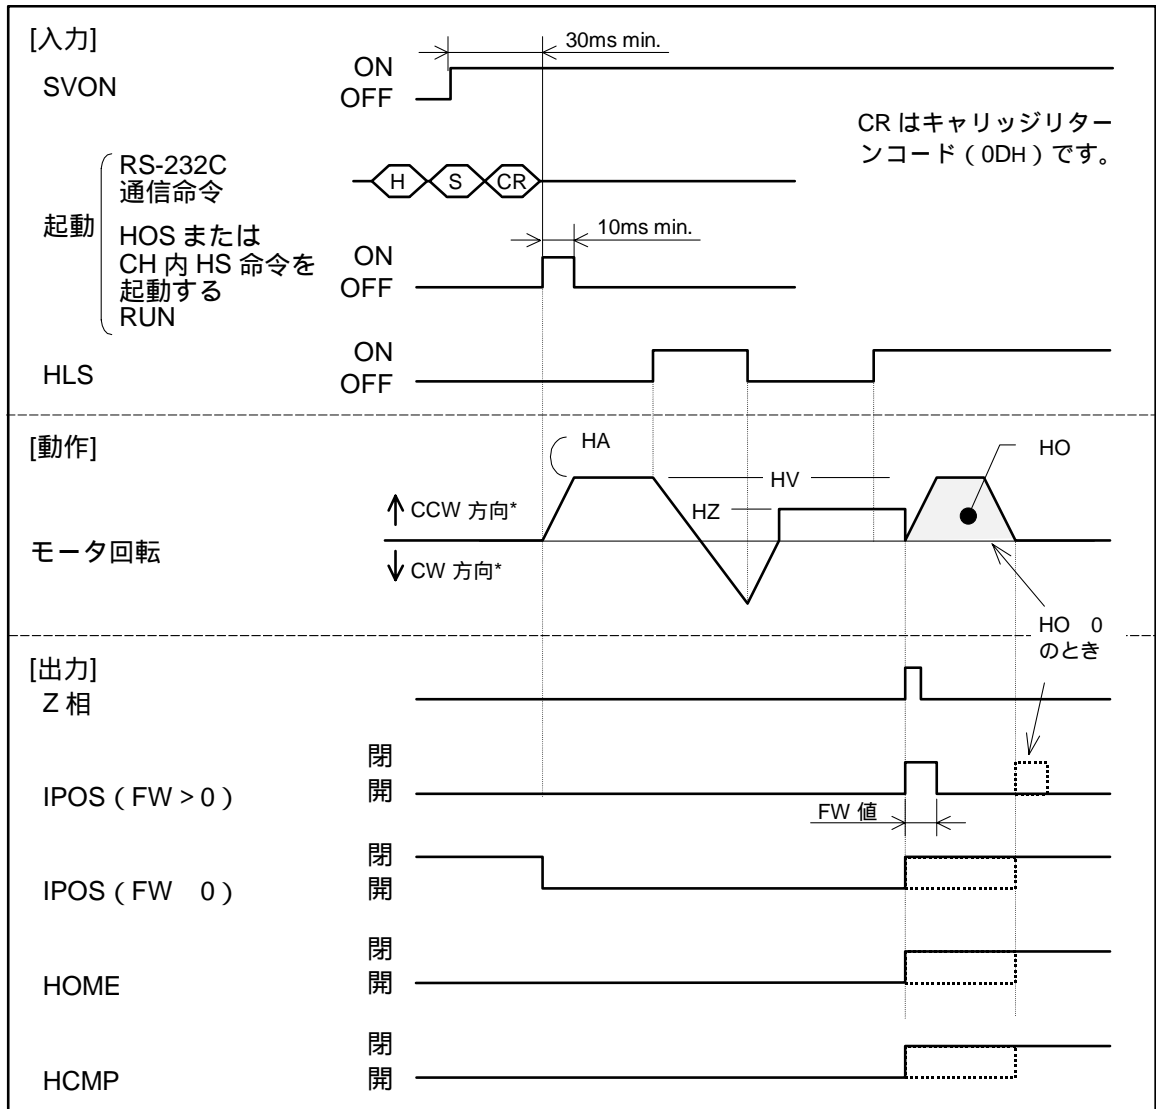 [入力]
30ms min.
SVON
ON
OFF
CR はキャリッジリター
ンコード（0DH）です。
起動
RS-232C
通信命令
H
S
CR
HOS または
CH 内 HS 命令を
起動する
RUN
10ms min.
ON
OFF
HLS
ON
OFF
[動作]
HA
HO
HV
HZ
↑ CCW 方向*
モータ回転
↓ CW 方向*
HO 0
のとき
[出力]
Z 相
IPOS（FW > 0）
閉
開
FW 値
IPOS（FW 0）
閉
開
HOME
閉
開
HCMP
閉
開